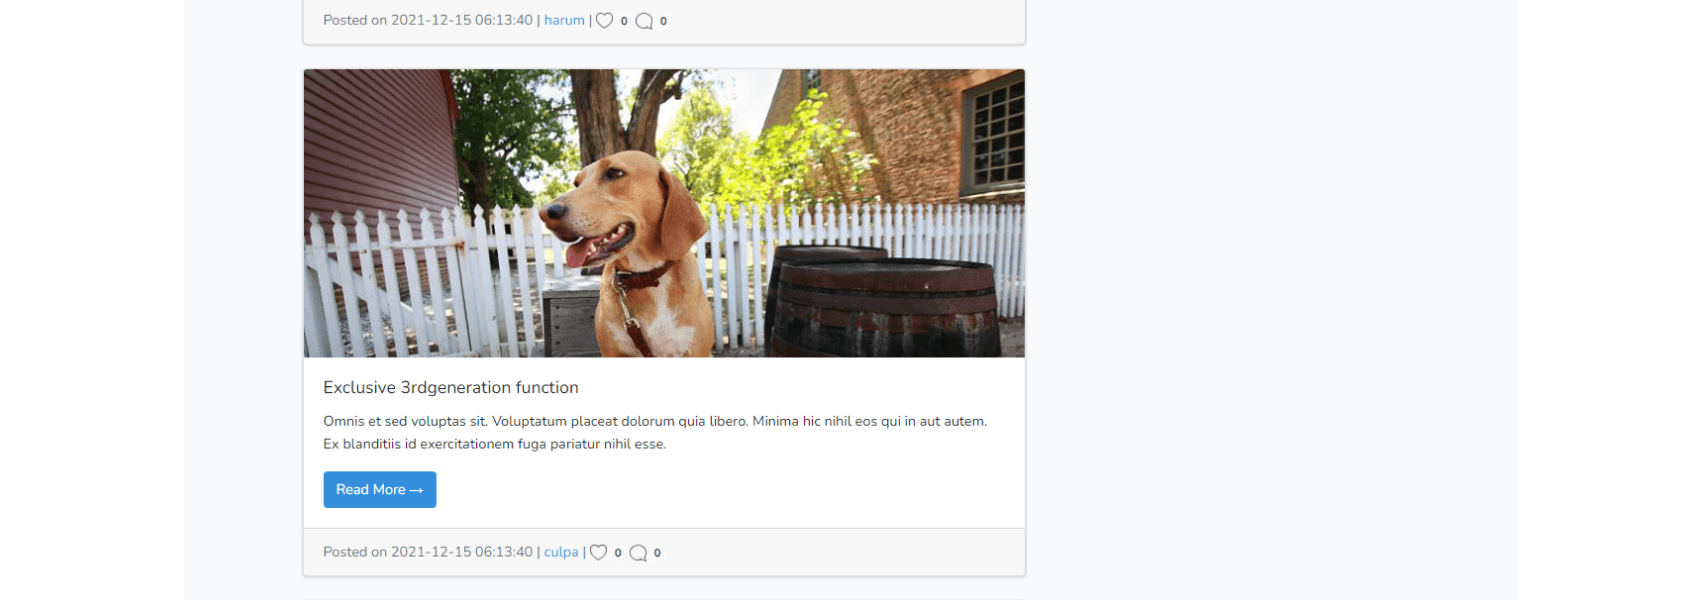 Posted on 2021-12-15 06:13:40 | harum | 0 0
Exclusive 3rdgeneration function
Omnis et sed voluptas sit. Voluptatum placeat dolorum quia libero. Minima hic nihil eos qui in aut autem.
Ex blanditiis id exercitationem fuga pariatur nihil esse.
Read More →
Posted on 2021-12-15 06:13:40 | culpa | 0 0